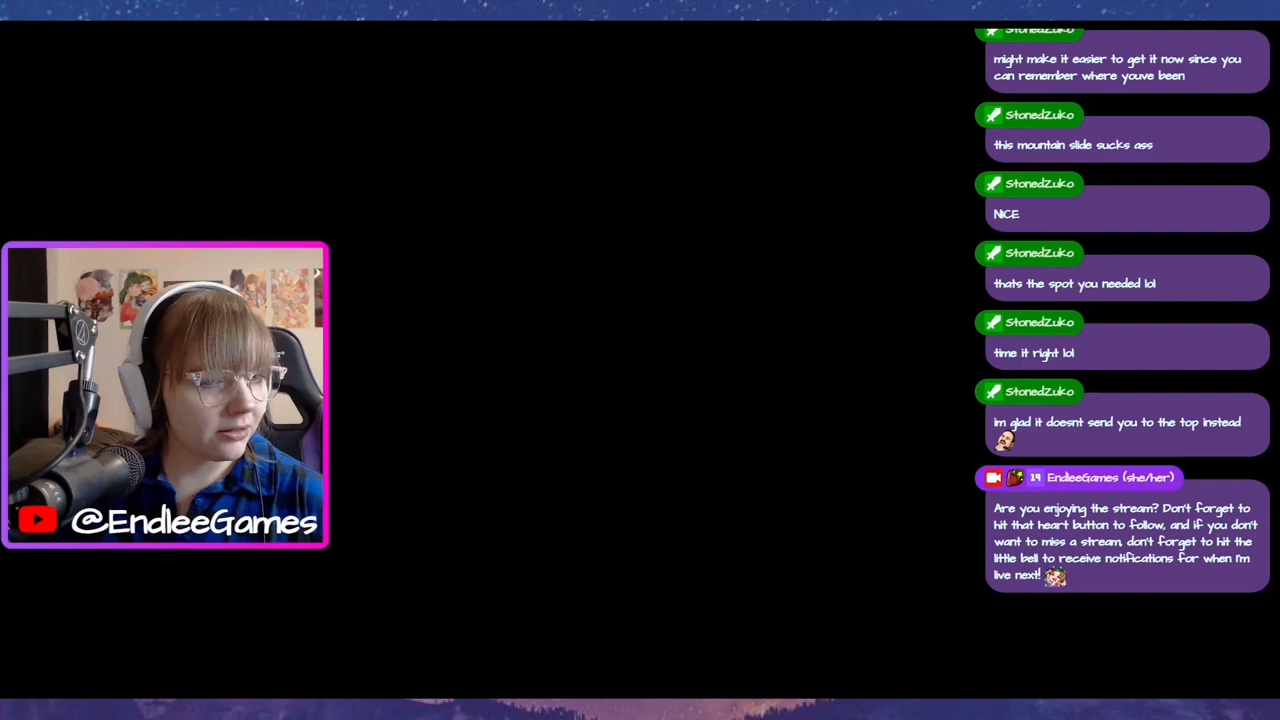 StonedZuko
might make it easier to get it now since you
can remember where youve been
StonedZuko
this mountain slide sucks ass
StonedZuko
NICE
StonedZuko
thats the spot you needed lol
StonedZuko
time it right lol
StonedZuko
im glad it doesnt send you to the top instead
19 EndleeGames (she/her)
Are you enjoying the stream? Don't forget to
hit that heart button to follow, and if you don't
want to miss a stream, don't forget to hit the
little bell to receive notifications for when I'm
live next!
@EndleeGames